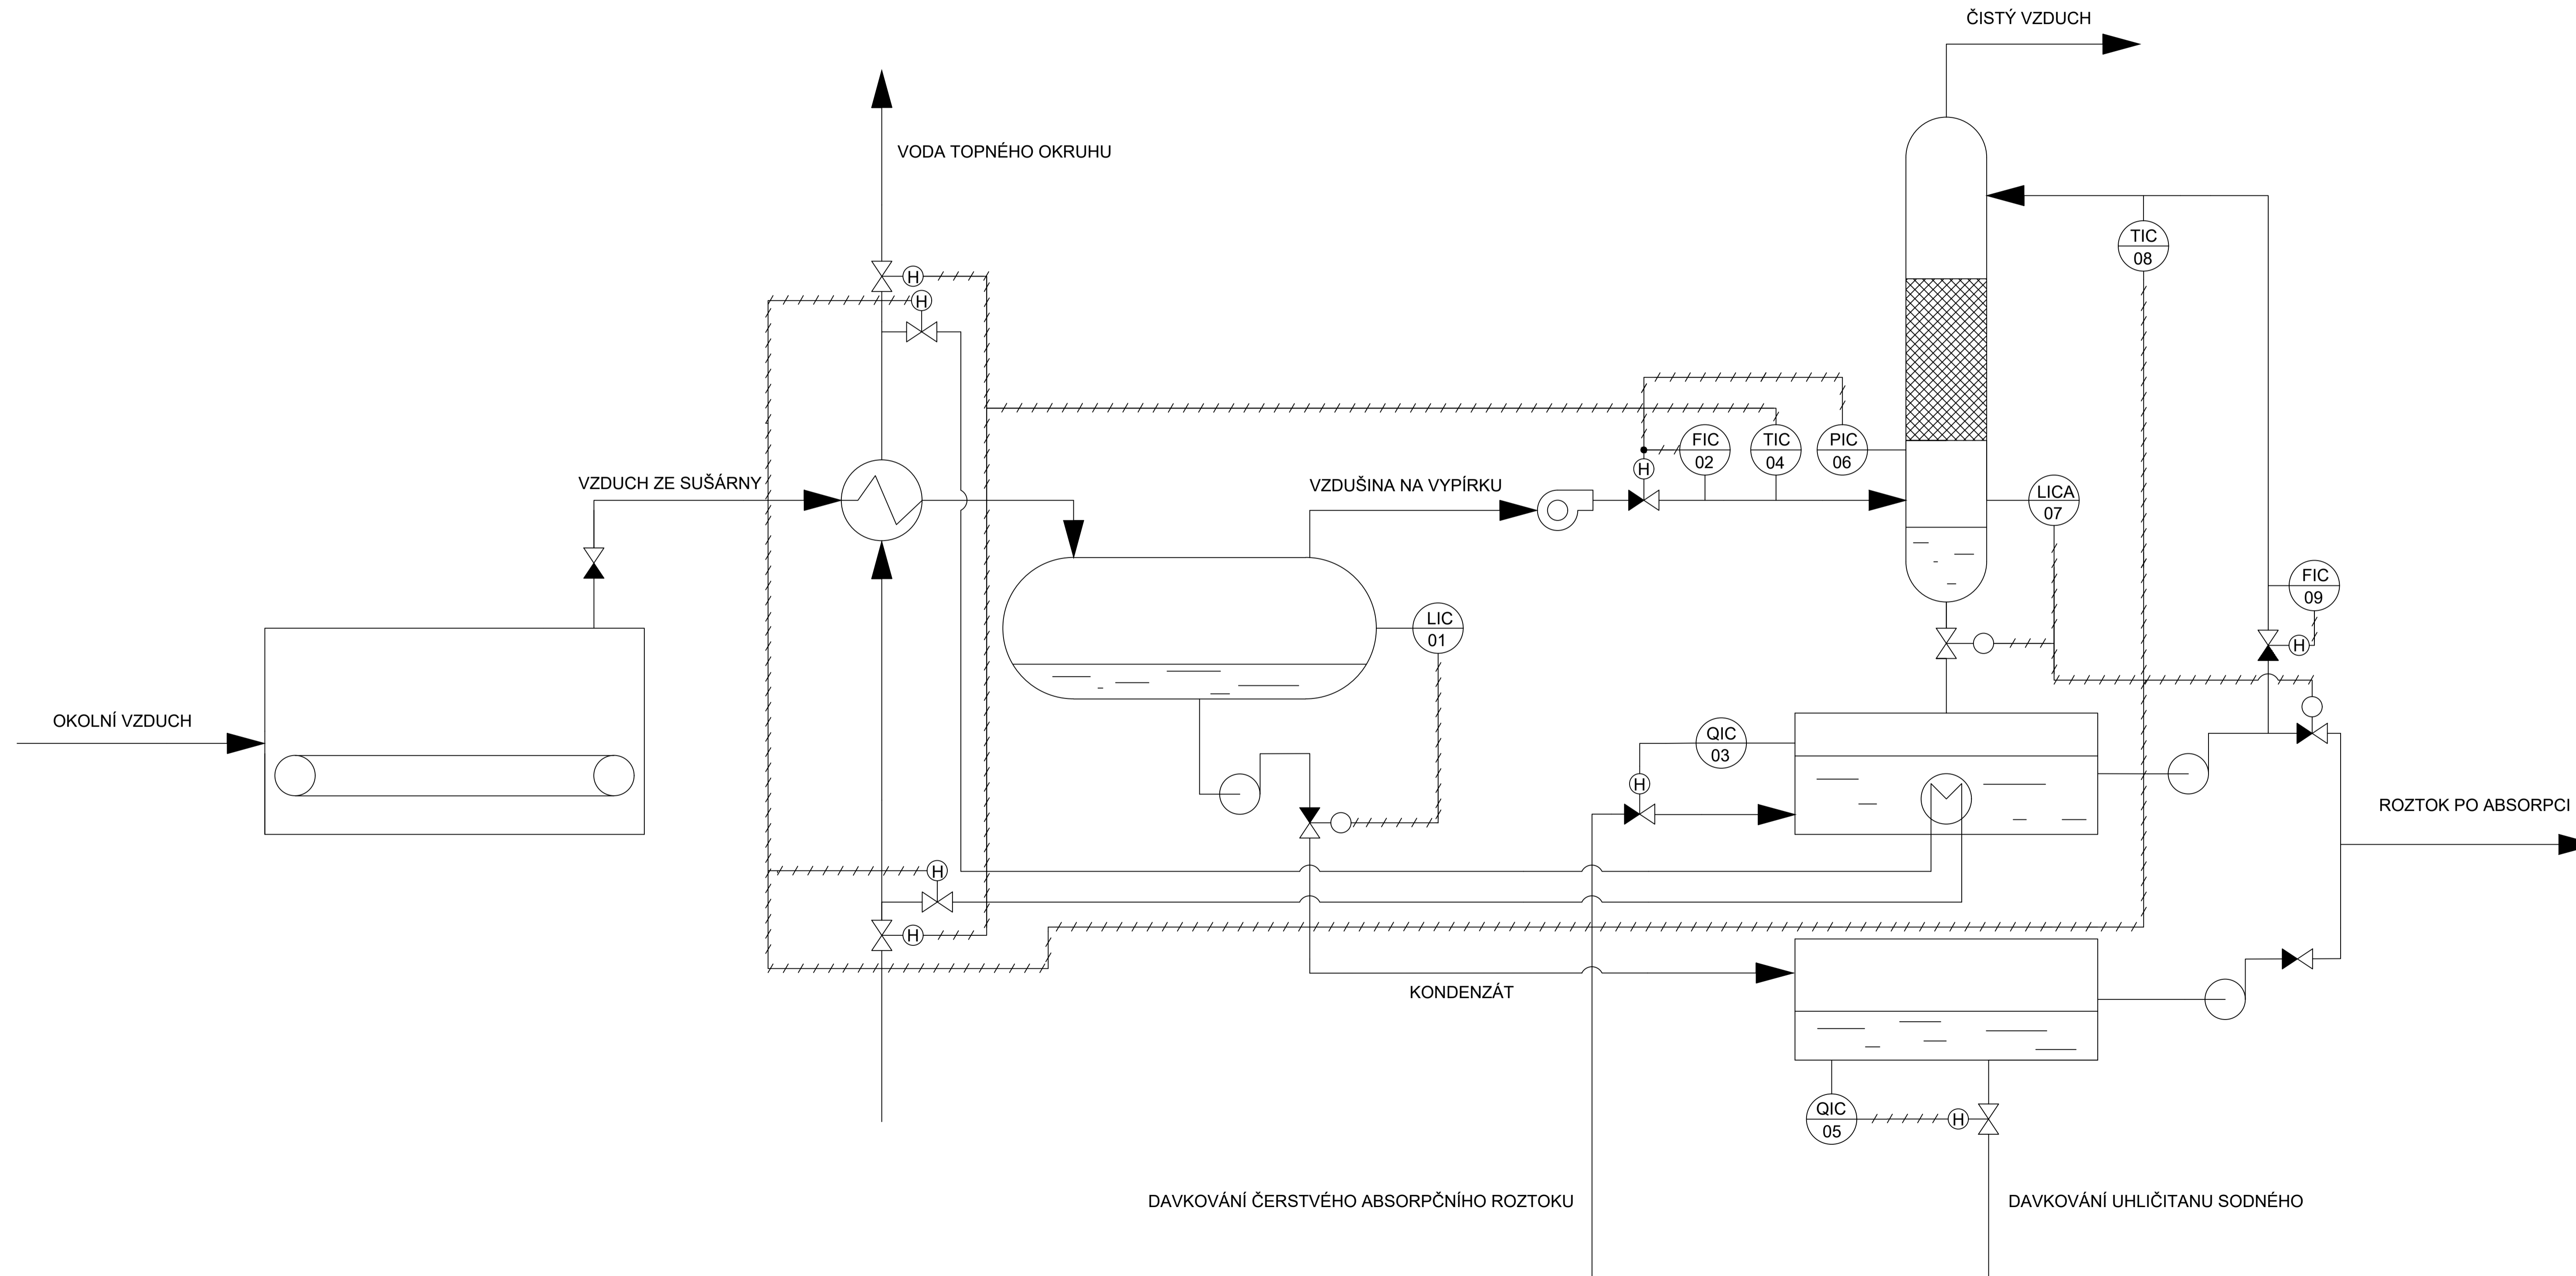 ČISTÝ VZDUCH
VODA TOPNÉHO OKRUHU
TIC
08
H
H
FIC
02
TIC
04
PIC
06
H
VZDUCH ZE SUŠÁRNY
VZDUŠINA NA VYPÍRKU
LICA
07
FIC
09
LIC
01
H
OKOLNÍ VZDUCH
QIC
03
H
ROZTOK PO ABSORPCI
H
H
KONDENZÁT
QIC
05
H
DAVKOVÁNÍ ČERSTVÉHO ABSORPČNÍHO ROZTOKU
DAVKOVÁNÍ UHLIČITANU SODNÉHO